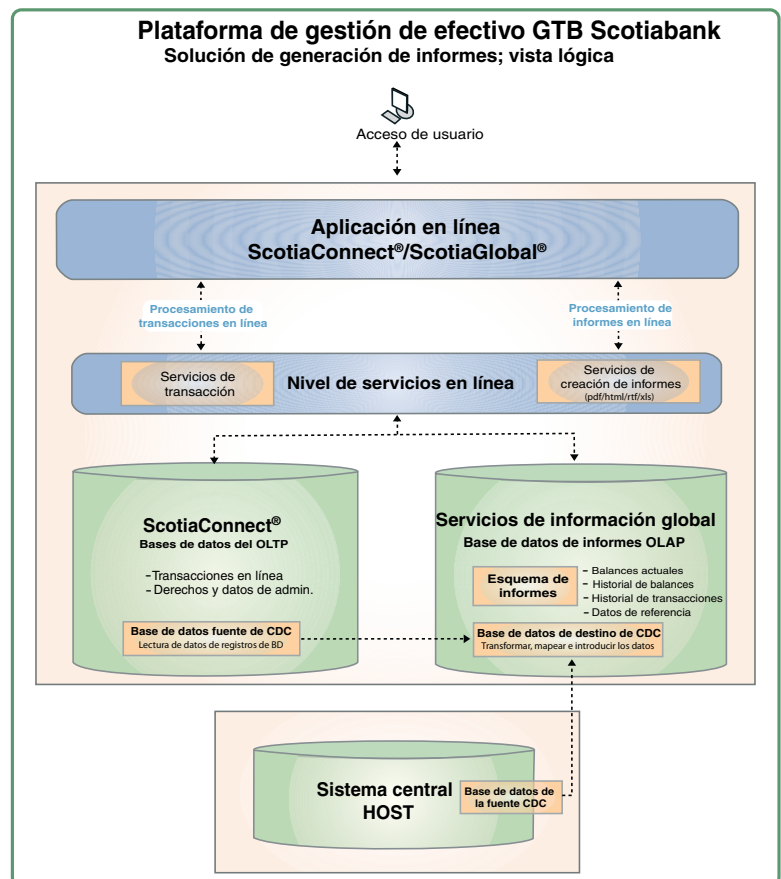 Plataforma de gestión de efectivo GTB Scotiabank
Solución de generación de informes; vista lógica
Acceso de usuario
Aplicación en línea
ScotiaConnect®/ScotiaGlobal®
Procesamiento de
transacciones en línea
Procesamiento de
informes en línea
Servicios de
transacción
Nivel de servicios en línea
Servicios de
creación de informes
(pdf/html/rtf/xls)
ScotiaConnect®
Bases de datos del OLTP
-Transacciones en línea
- Derechos y datos de admin.
Base de datos fuente de CDC
Lectura de datos de registros de BD
Servicios de información global
Base de datos de informes OLAP
Esquema de
informes
- Balances actuales
- Historial de balances
- Historial de transacciones
- Datos de referencia
Base de datos de destino de CDC
Transformar, mapear e introducir los datos
Sistema central
HOST
Base de datos de
la fuente CDC